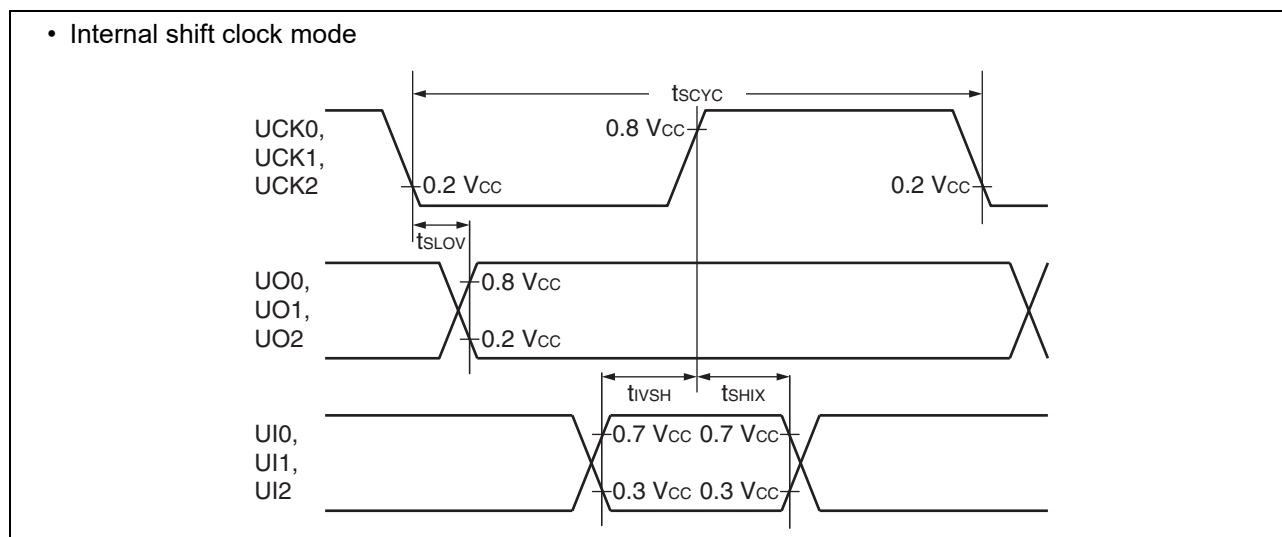 • Internal shift clock mode
tSCYC
UCK0,
UCK1,
UCK2
0.8 VCC
0.2 VCC
0.2 VCC
tSLOV
UO0,
UO1,
UO2
0.8 VCC
0.2 VCC
tIVSH
tSHIX
UI0,
UI1,
UI2
0.7 VCC 0.7 VCC
0.3 VCC 0.3 VCC